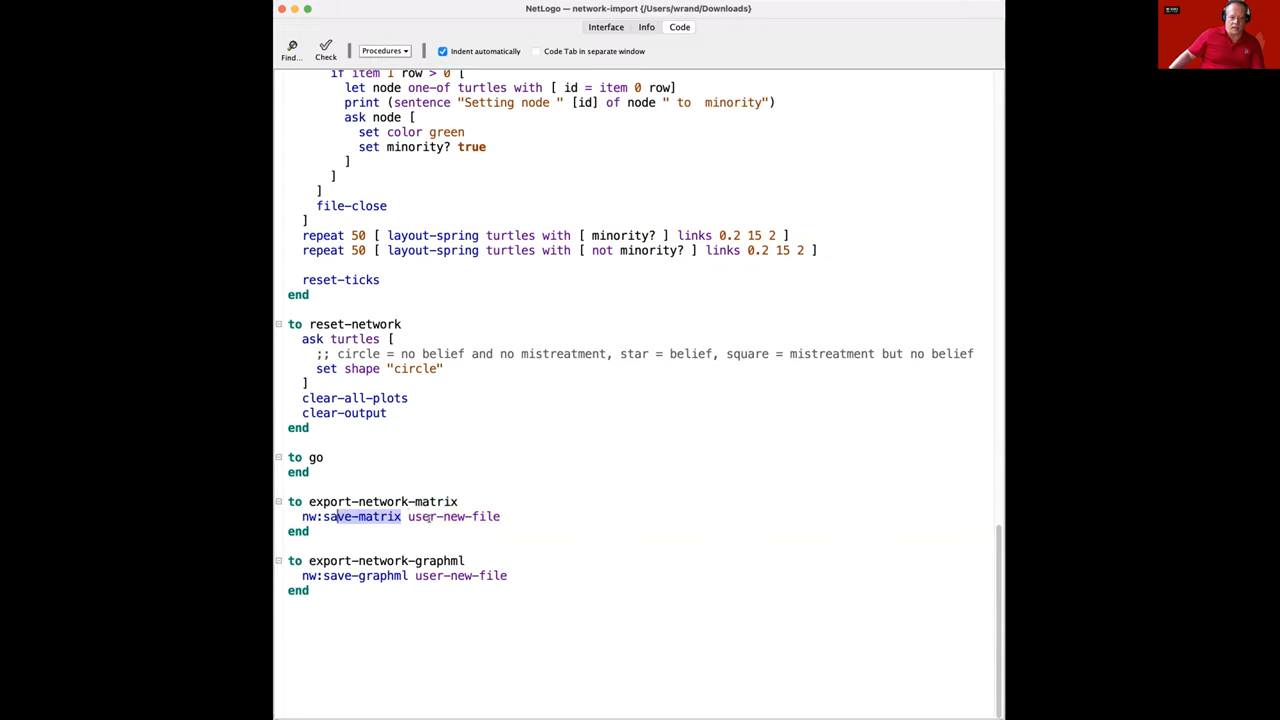 NetLogo — network-import {/Users/wrand/Downloads}
Interface Info Code
Find... Check Procedures Indent automatically Code Tab in separate window
if item 1 row > 0 [
let node one-of turtles with [ id = item 0 row]
print (sentence "Setting node " [id] of node " to  minority")
ask node [
set color green
set minority? true
]
]
]
file-close
]
repeat 50 [ layout-spring turtles with [ minority? ] links 0.2 15 2 ]
repeat 50 [ layout-spring turtles with [ not minority? ] links 0.2 15 2 ]
reset-ticks
end
to reset-network
ask turtles [
;; circle = no belief and no mistreatment, star = belief, square = mistreatment but no belief
set shape "circle"
]
clear-all-plots
clear-output
end
to go
end
to export-network-matrix
nw:save-matrix user-new-file
end
to export-network-graphml
nw:save-graphml user-new-file
end